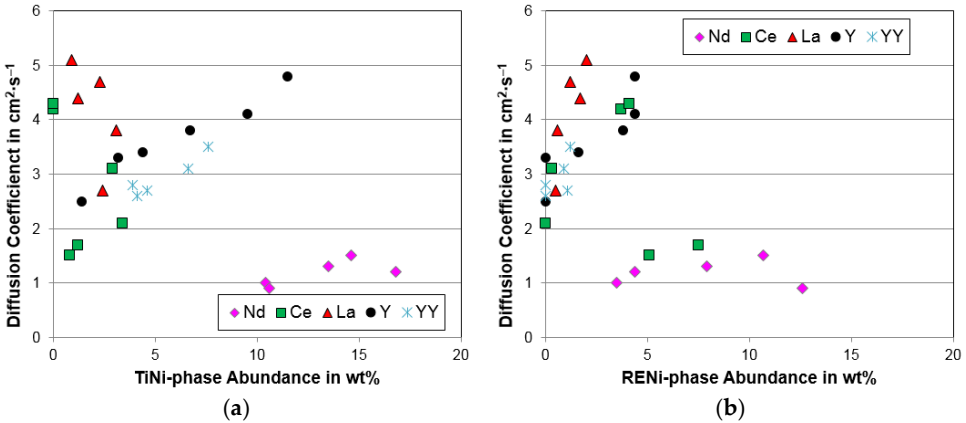 6
5
4
3
2
1
0
0 5 10 15 20
Diffusion Coefficienct in cm²·s⁻¹
TiNi-phase Abundance in wt%
Nd Ce La Y YY
(a)
6
5
4
3
2
1
0
0 5 10 15 20
Diffusion Coefficienct in cm²·s⁻¹
RENi-phase Abundance in wt%
Nd Ce La Y YY
(b)